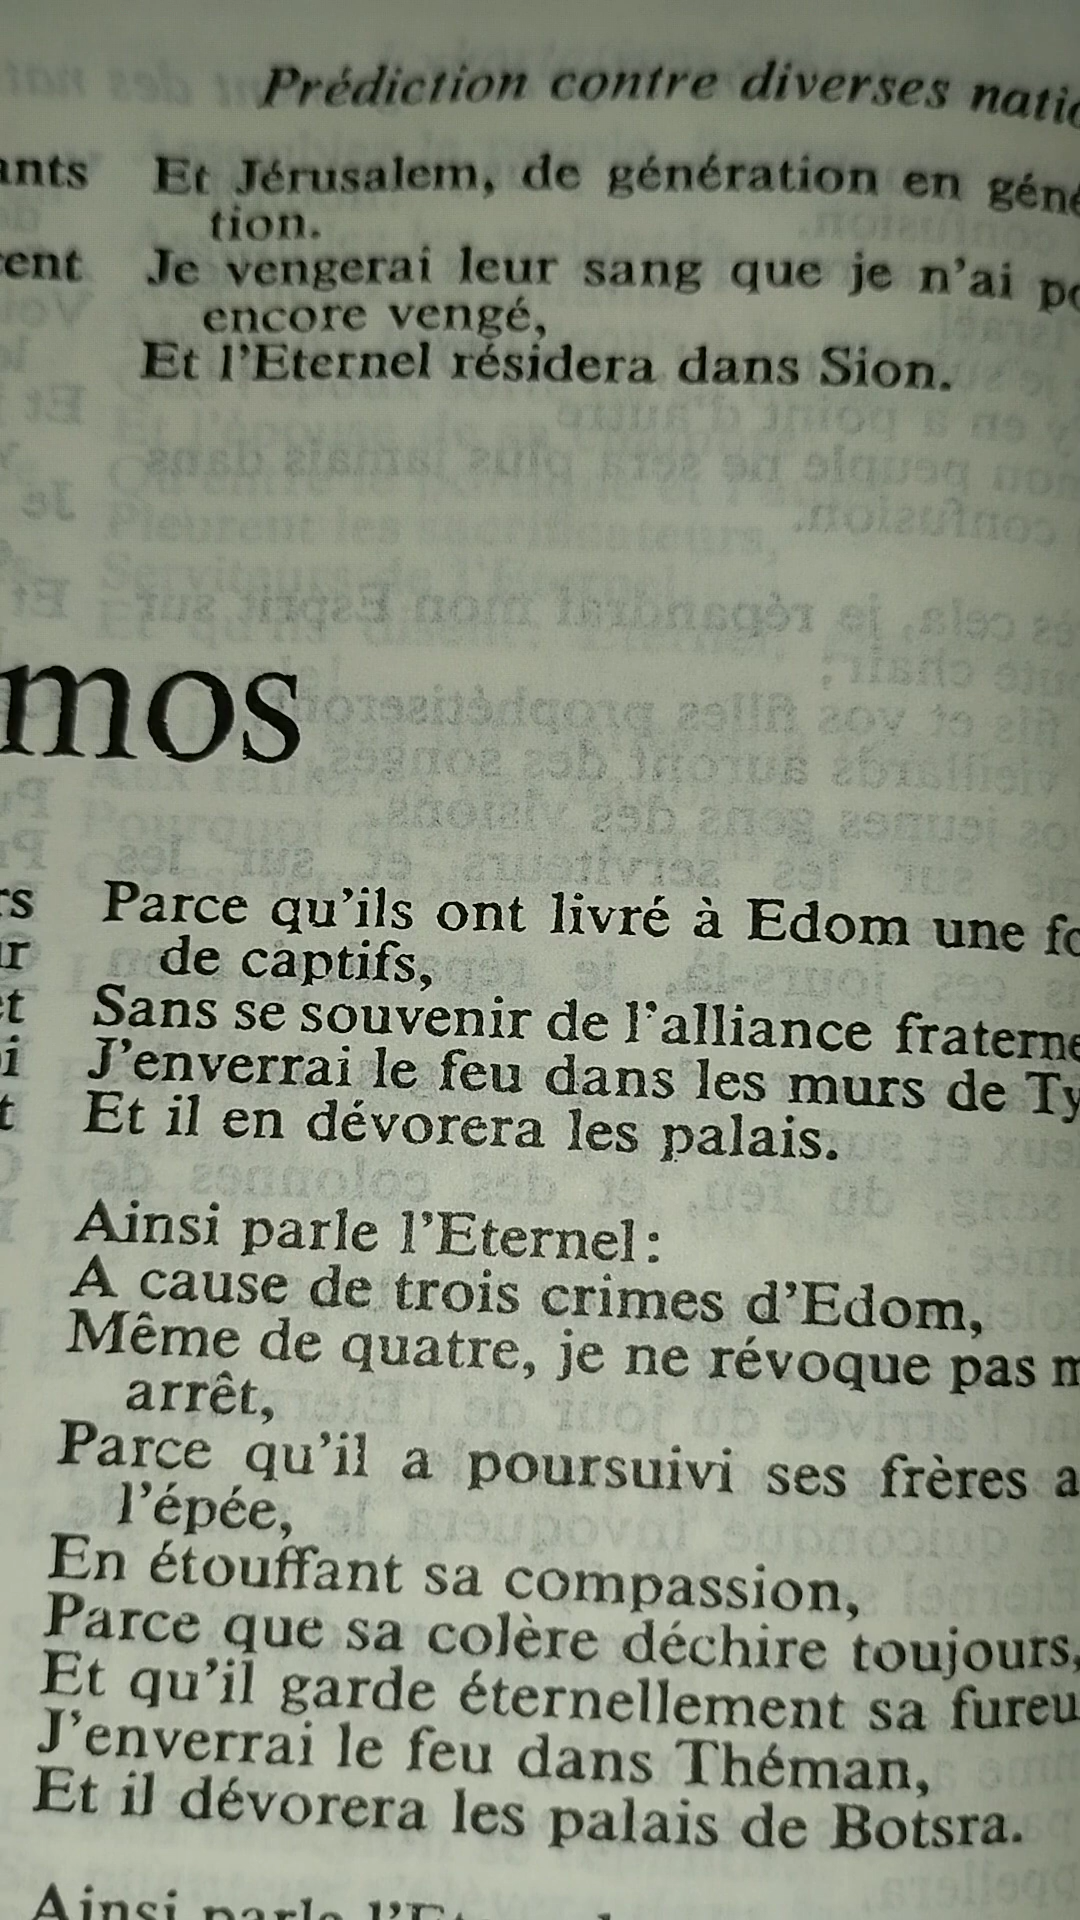 Prédiction contre diverses
Et Jérusalem, de génération en
tion.
Je vengerai leur sang que je n'ai
encore vengé,
Et l'Eternel résidera dans Sion.
mos
Parce qu'ils ont livré à Edom une
de captifs,
Sans se souvenir de l'alliance
J'enverrai le feu dans les murs de
Et il en dévorera les palais.
Ainsi parle l'Eternel:
A cause de trois crimes d'Edom,
Même de quatre, je ne révoque pas
arrêt,
Parce qu'il a poursuivi ses frères
l'épée,
En étouffant sa compassion,
Parce que sa colère déchire toujours,
Et qu'il garde éternellement sa fureu
J'enverrai le feu dans Théman,
Et il dévorera les palais de Botsra.
Ainsi parle